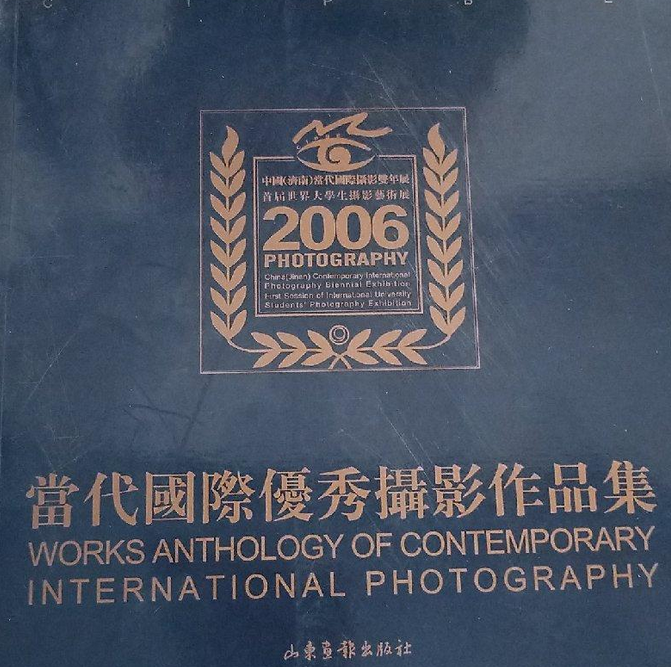 C I P B E
中國(濟南)當代國際攝影雙年展
首屆世界大學生攝影藝術展
2006
PHOTOGRAPHY
China(Jinan) Contemporary International
Photography Biennial Exhibition
First Session of International University
Students' Photography Exhibition
當代國際優秀攝影作品集
WORKS ANTHOLOGY OF CONTEMPORARY
INTERNATIONAL PHOTOGRAPHY
山東畫報出版社